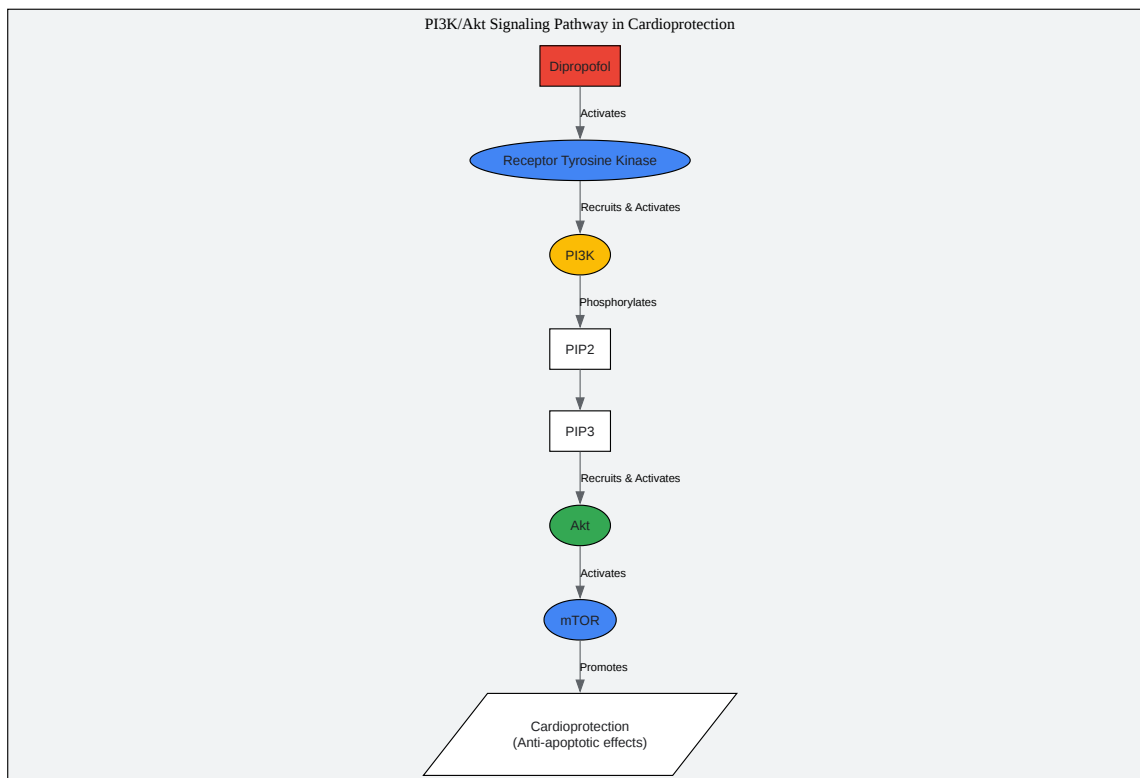 PI3K/Akt Signaling Pathway in Cardioprotection
Dipropofol
Activates
Receptor Tyrosine Kinase
Recruits & Activates
PI3K
Phosphorylates
PIP2
PIP3
Recruits & Activates
Akt
Activates
mTOR
Promotes
Cardioprotection
(Anti-apoptotic effects)